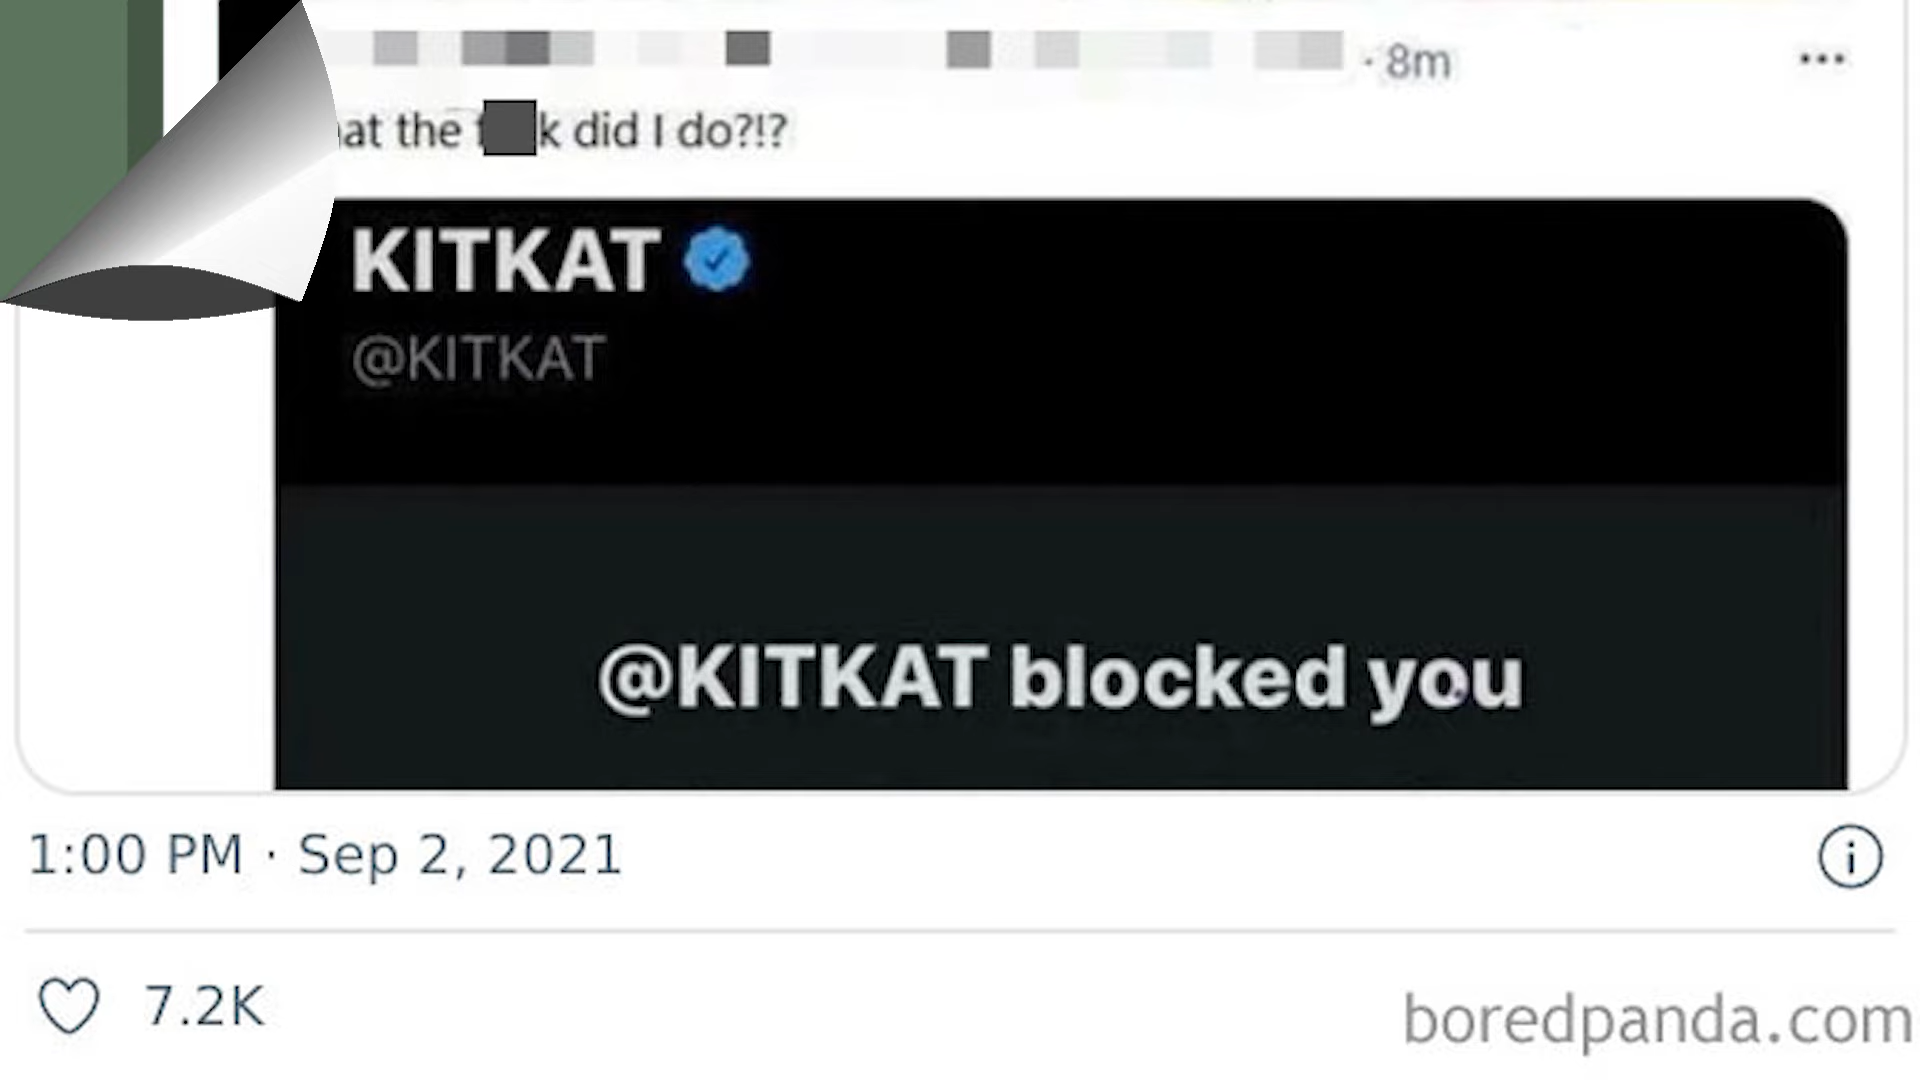 · 8m
the did I do?!?
KITKAT
@KITKAT
@KITKAT blocked you
1:00 PM · Sep 2, 2021
7.2K
boredpanda.com